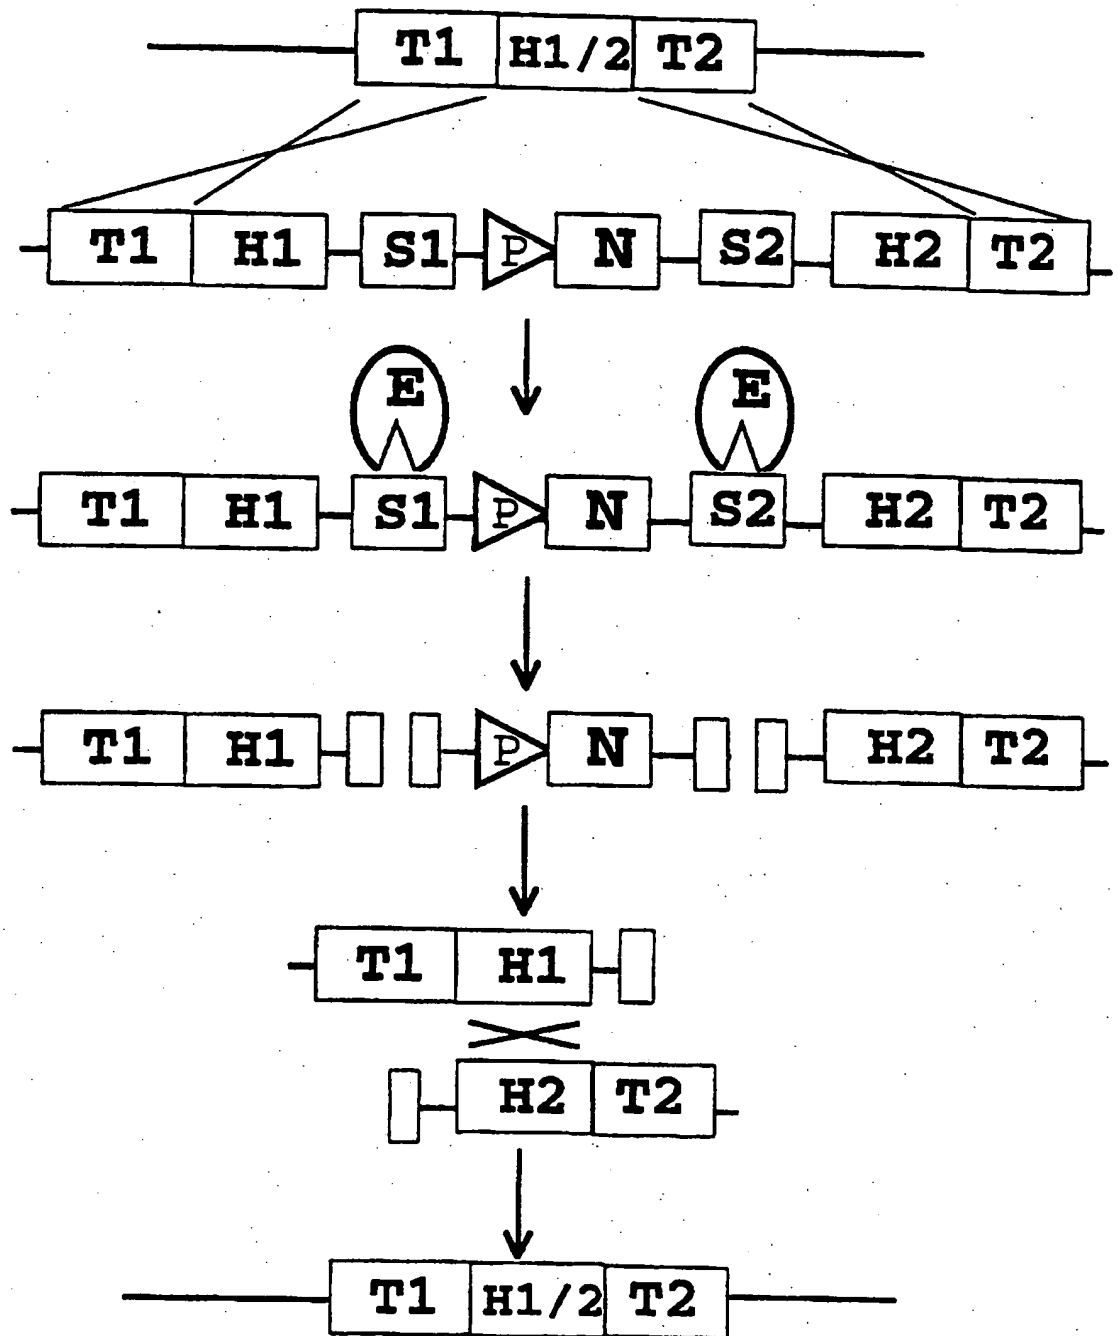 T1 H1/2 T2
T1 H1 S1 P N S2 H2 T2
E E
T1 H1 S1 P N S2 H2 T2
T1 H1 P N H2 T2
T1 H1
H2 T2
T1 H1/2 T2